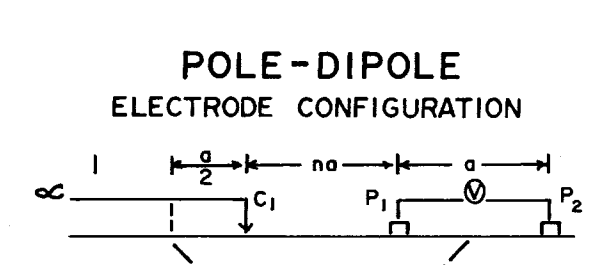 POLE-DIPOLE
ELECTRODE CONFIGURATION
a/2 na a
∝ C1 P1 V P2